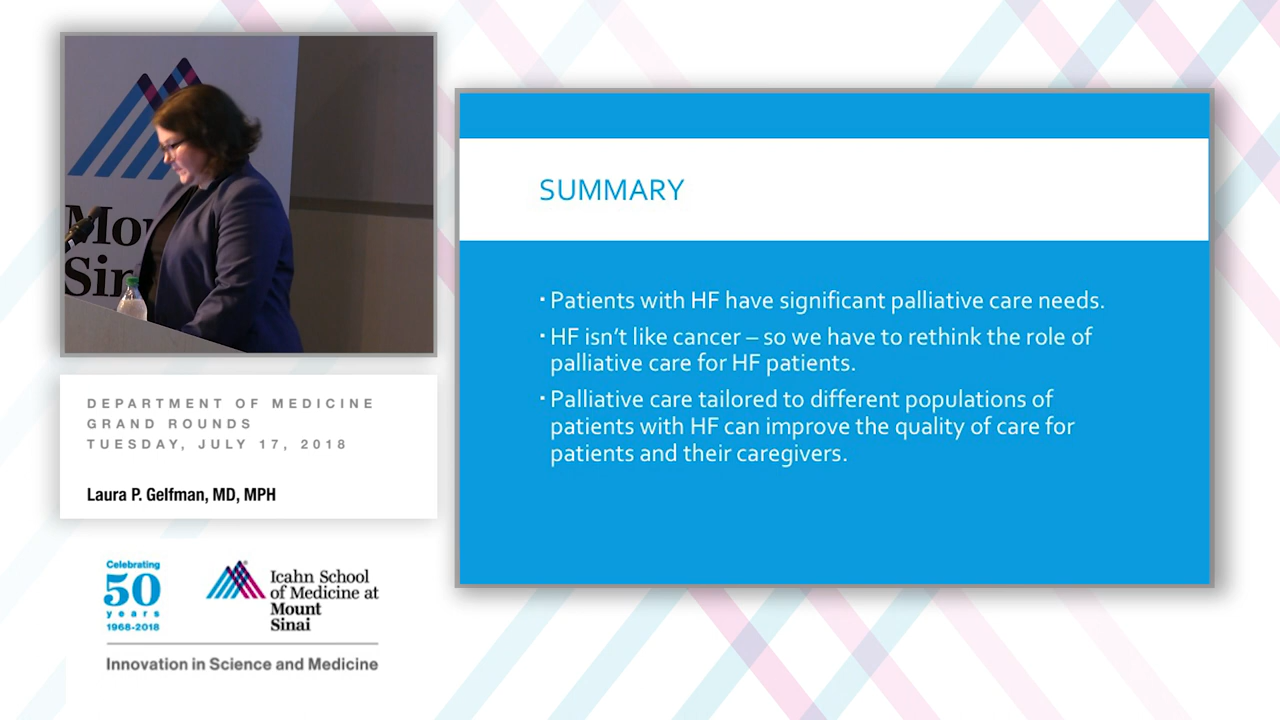 Mo
Sin
DEPARTMENT OF MEDICINE
GRAND ROUNDS
TUESDAY, JULY 17, 2018
Laura P. Gelfman, MD, MPH
Celebrating
50
years
1968-2018
Icahn School
of Medicine at
Mount
Sinai
Innovation in Science and Medicine
SUMMARY
▪ Patients with HF have significant palliative care needs.
▪ HF isn’t like cancer – so we have to rethink the role of
palliative care for HF patients.
▪ Palliative care tailored to different populations of
patients with HF can improve the quality of care for
patients and their caregivers.